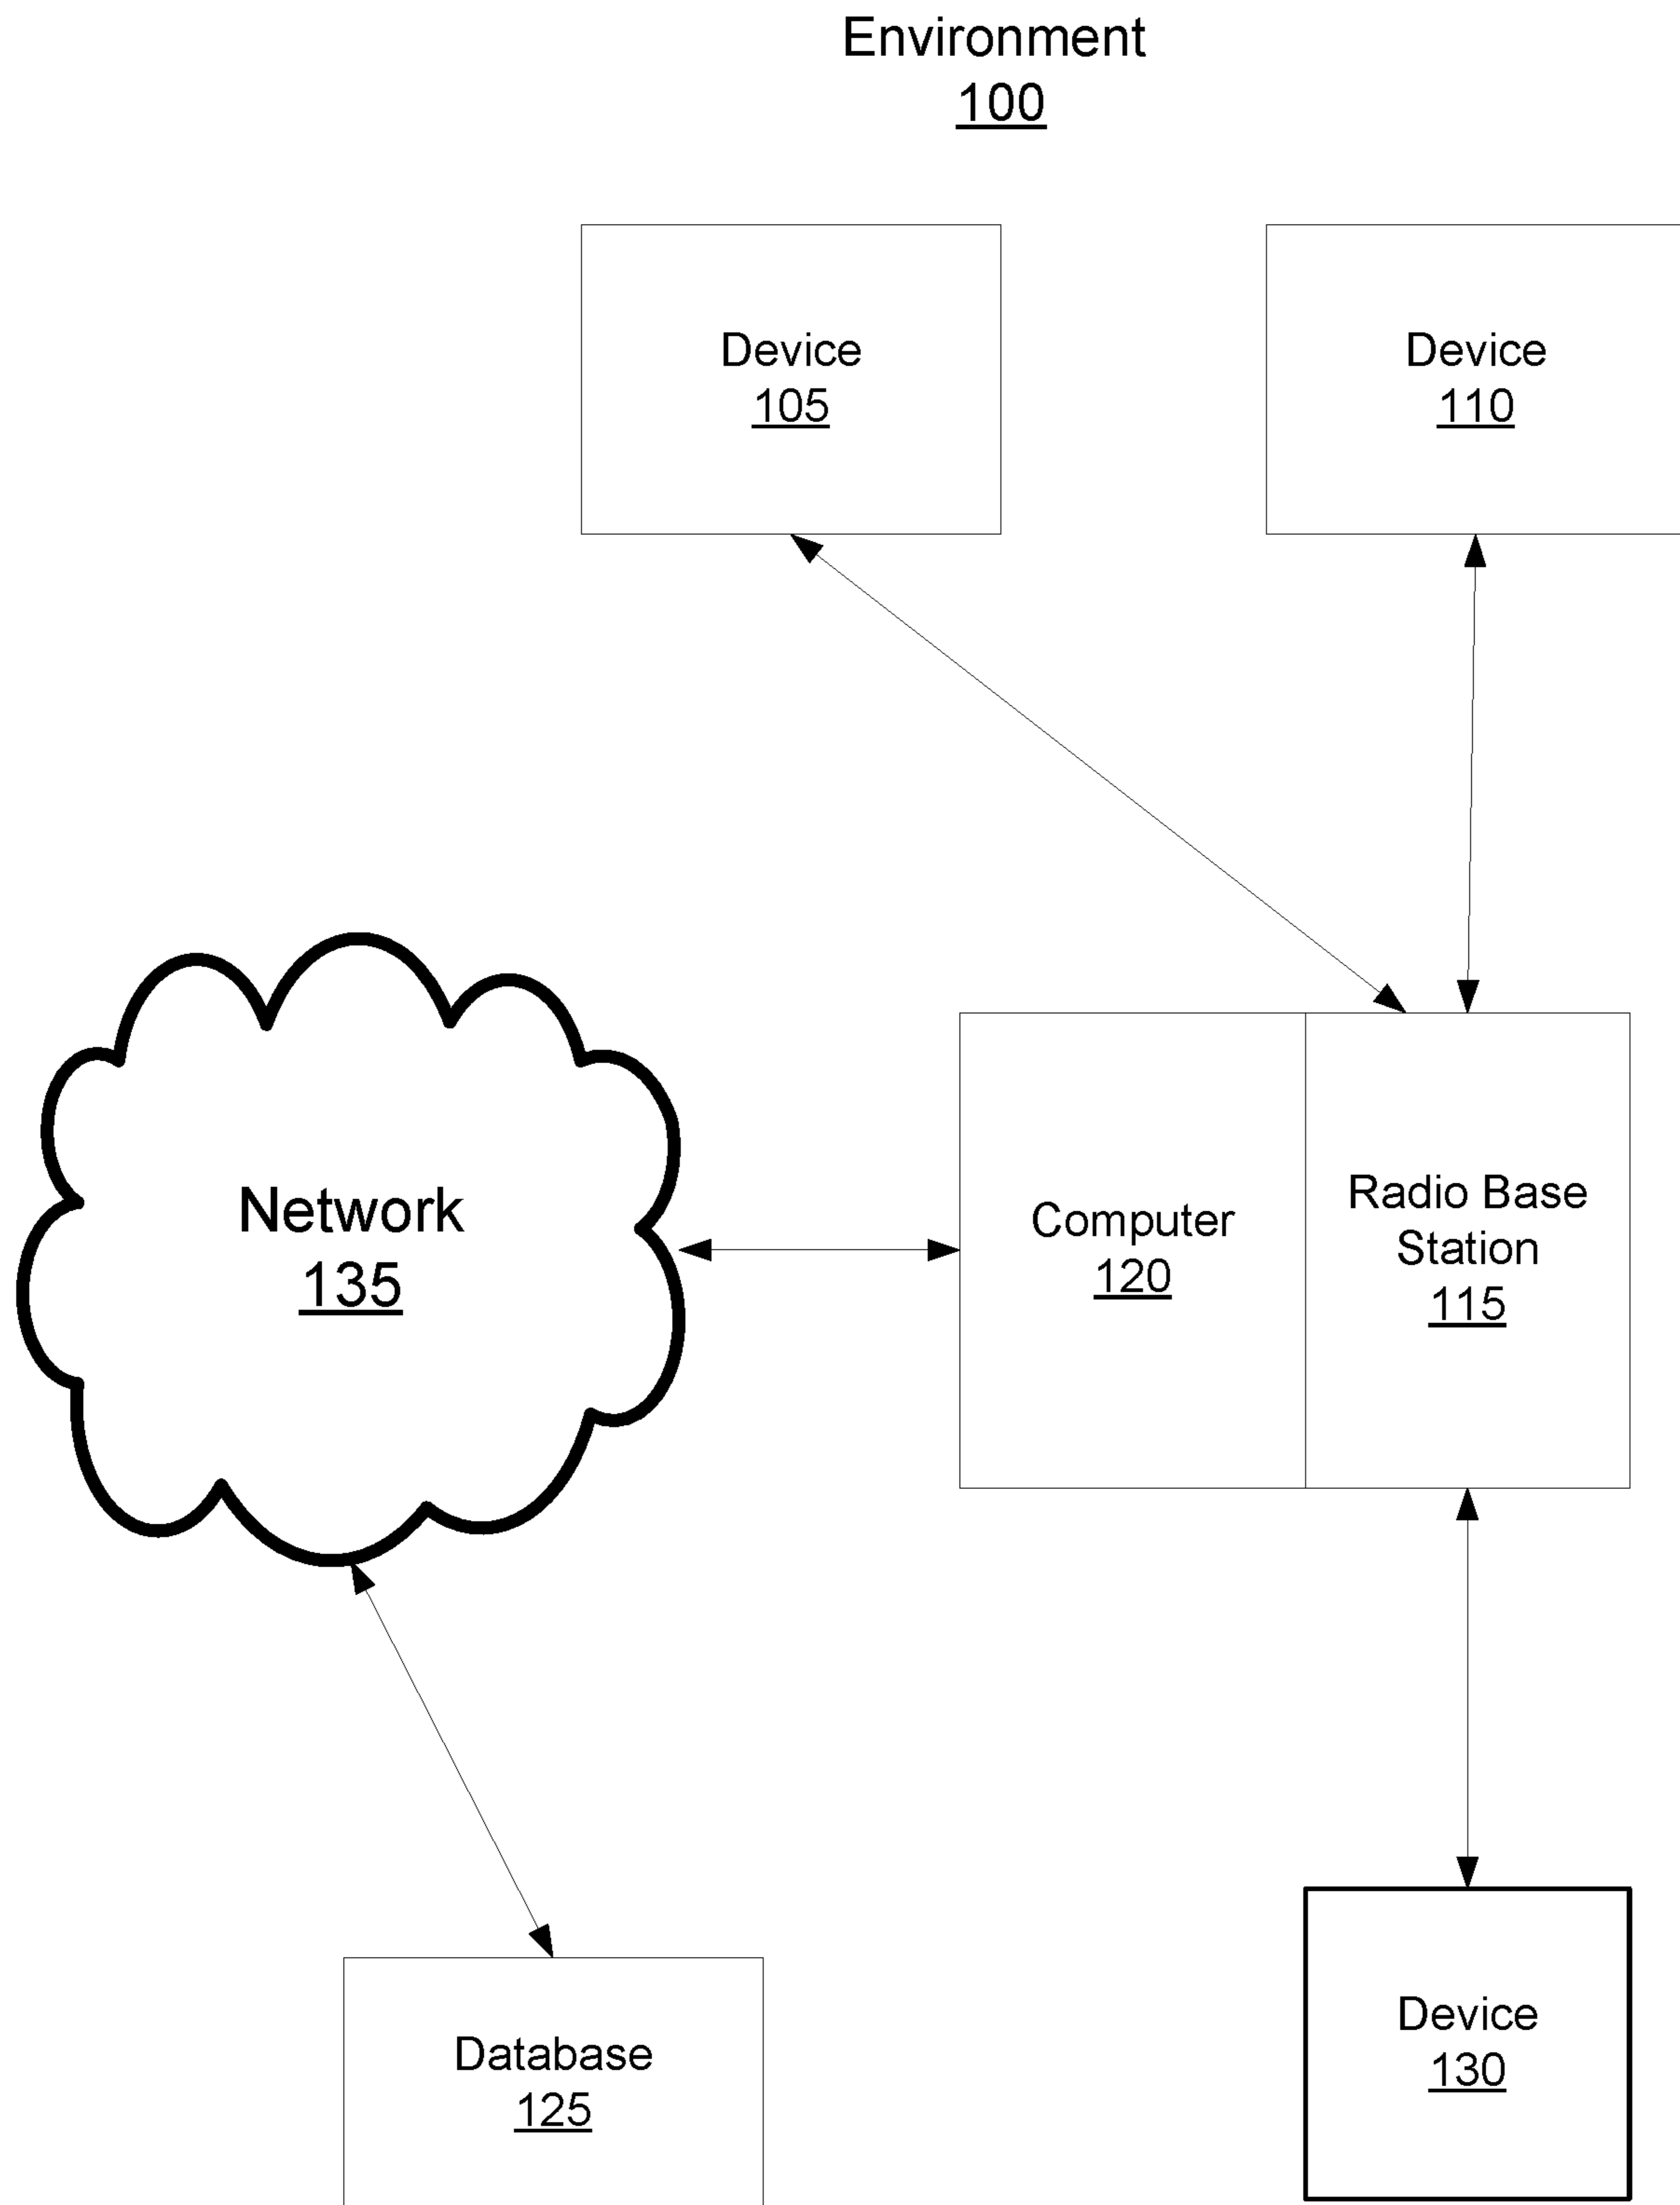 Environment
100
Device
105
Device
110
Network
135
Computer
120
Radio Base
Station
115
Database
125
Device
130